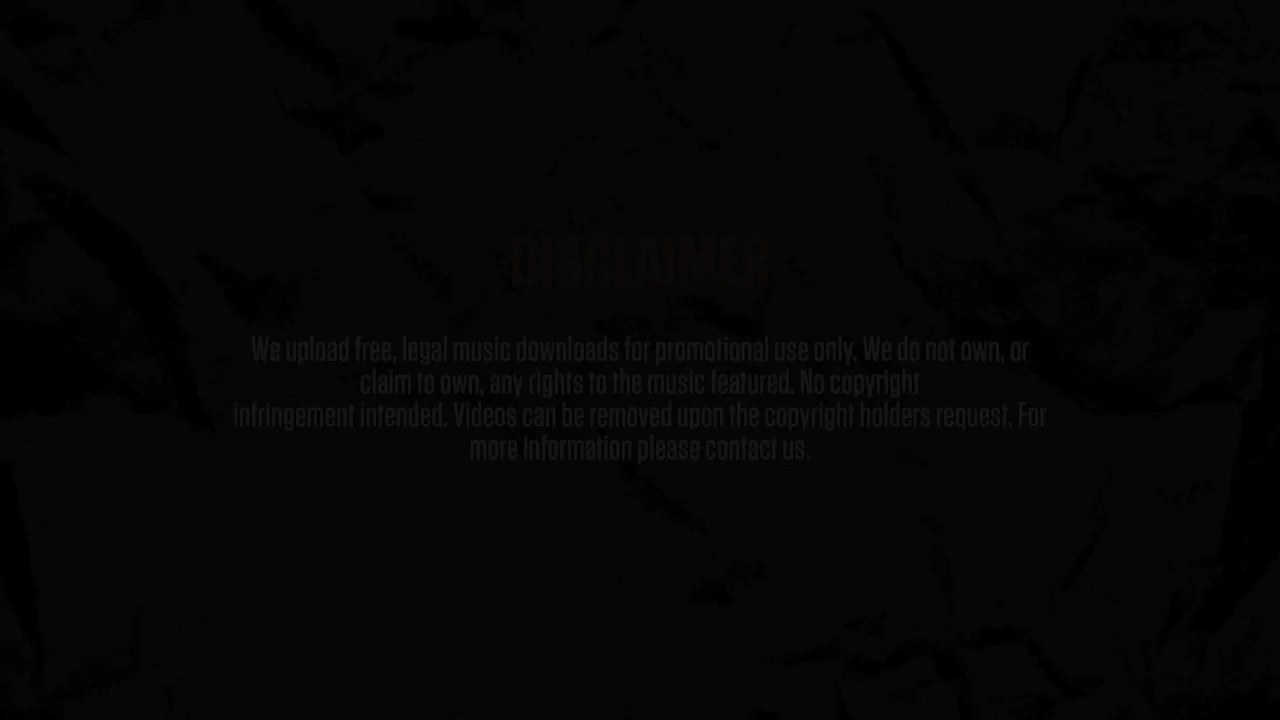 DISCLAIMER
We upload free, legal music downloads for promotional use only. We do not own, or
claim to own, any rights to the music featured. No copyright
infringement intended. Videos can be removed upon the copyright holders request. For
more information please contact us.